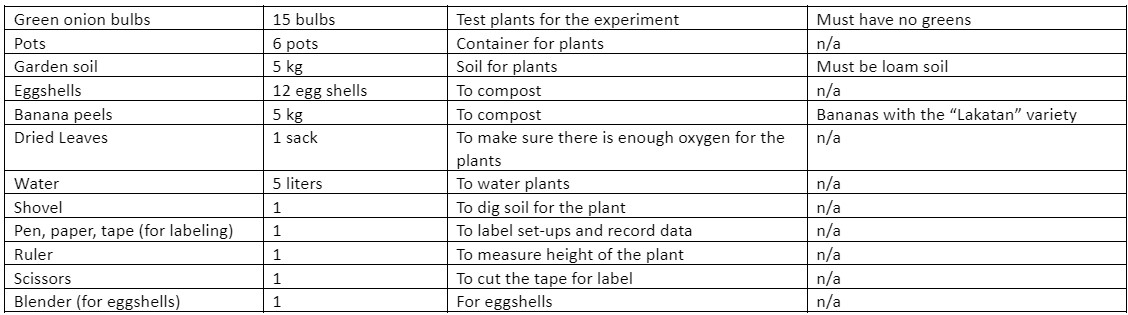 Green onion bulbs 15 bulbs Test plants for the experiment Must have no greens
Pots 6 pots Container for plants n/a
Garden soil 5 kg Soil for plants Must be loam soil
Eggshells 12 egg shells To compost n/a
Banana peels 5 kg To compost Bananas with the “Lakatan” variety
Dried Leaves 1 sack To make sure there is enough oxygen for the n/a
plants
Water 5 liters To water plants n/a
Shovel 1 To dig soil for the plant n/a
Pen, paper, tape (for labeling) 1 To label set-ups and record data n/a
Ruler 1 To measure height of the plant n/a
Scissors 1 To cut the tape for label n/a
Blender (for eggshells) 1 For eggshells n/a